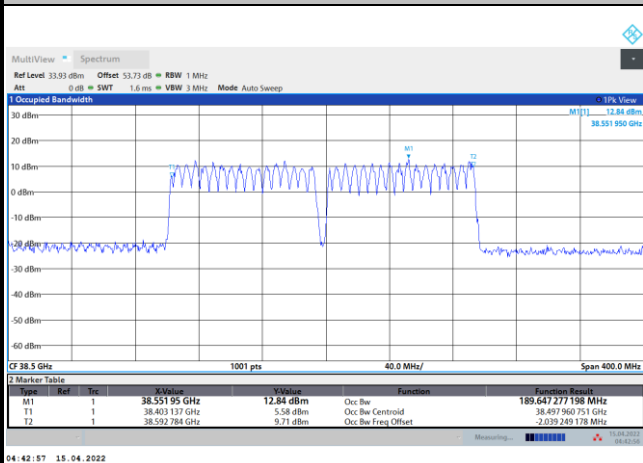 MultiView Spectrum
Ref Level 33.93 dBm Offset 53.73 dB RBW 1 MHz
Att 0 dB SWT 1.6 ms VBW 3 MHz Mode Auto Sweep
1 Occupied Bandwidth 1Pk View
M1[1] 12.84 dBm
38.551 950 GHz
30 dBm
20 dBm
M1
T2
10 dBm
T1
0 dBm
-10 dBm
-20 dBm
-30 dBm
-40 dBm
-50 dBm
-60 dBm
CF 38.5 GHz 1001 pts 40.0 MHz/ Span 400.0 MHz
2 Marker Table
Type Ref Trc X-Value Y-Value Function Function Result
M1 1 38.551 95 GHz 12.84 dBm Occ Bw 189.647 277 198 MHz
T1 1 38.403 137 GHz 5.58 dBm Occ Bw Centroid 38.497 960 751 GHz
T2 1 38.592 784 GHz 9.71 dBm Occ Bw Freq Offset -2.039 249 178 MHz
Measuring... 15.04.2022
04:42:56
04:42:57 15.04.2022